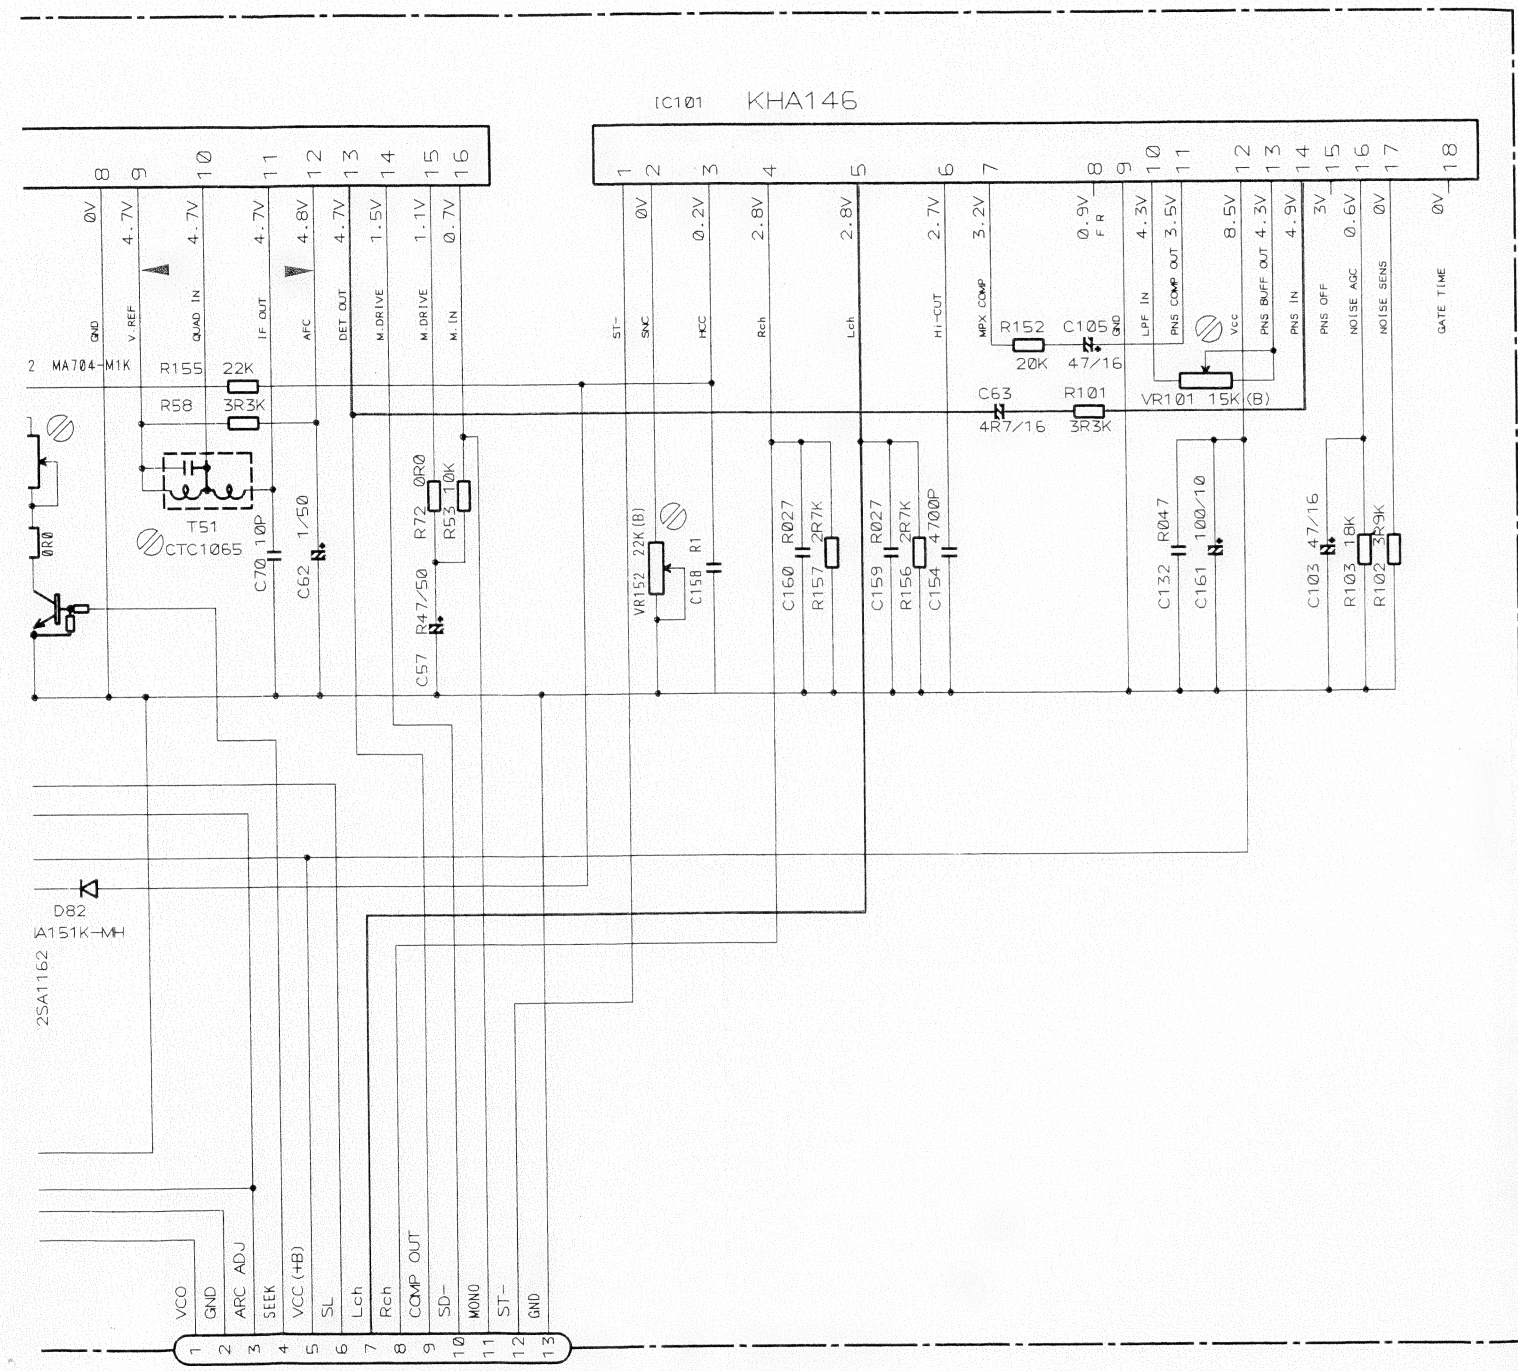 IC101 KHA146
8 9 10 11 12 13 14 15 16
1 2 3 4 5 6 7 8 9 10 11 12 13 14 15 16 17 18
0V
4.7V
4.7V
4.7V
4.8V
4.7V
1.5V
1.1V
0.7V
0V
0.2V
2.8V
2.8V
2.7V
3.2V
0.9V
FR
4.3V
3.5V
8.5V
4.3V
4.9V
3V
0.6V
0V
0V
GND
V.REF
QUAD IN
IF OUT
AFC
DET OUT
M.DRIVE
M.DRIVE
M.IN
ST-
SNC
HCC
Rch
Lch
Hi-CUT
MPX COMP
GND
LPF IN
PNS COMP OUT
Vcc
PNS BUFF OUT
PNS IN
PNS OFF
NOISE AGC
NOISE SENS
GATE TIME
R152 C105
20K 47/16
2 MA704-M1K R155 22K
R58 3R3K
C63 R101
4R7/16 3R3K
VR101 15K(B)
T51
CTC1065
0R0
C70 10P
C62 1/50
R72 0R0
R53 10K
C57 R47/50
VR152 22K(B)
C158 R1
C160 R027
R157 2R7K
C159 R027
R156 2R7K
C154 4700P
C132 R047
C161 100/10
C103 47/16
R103 18K
R102 3R9K
D82
A151K-MH
2SA1162
VCO
GND
ARC ADJ
SEEK
VCC(+B)
SL
Lch
Rch
COMP OUT
SD-
MONO
ST-
GND
1 2 3 4 5 6 7 8 9 10 11 12 13